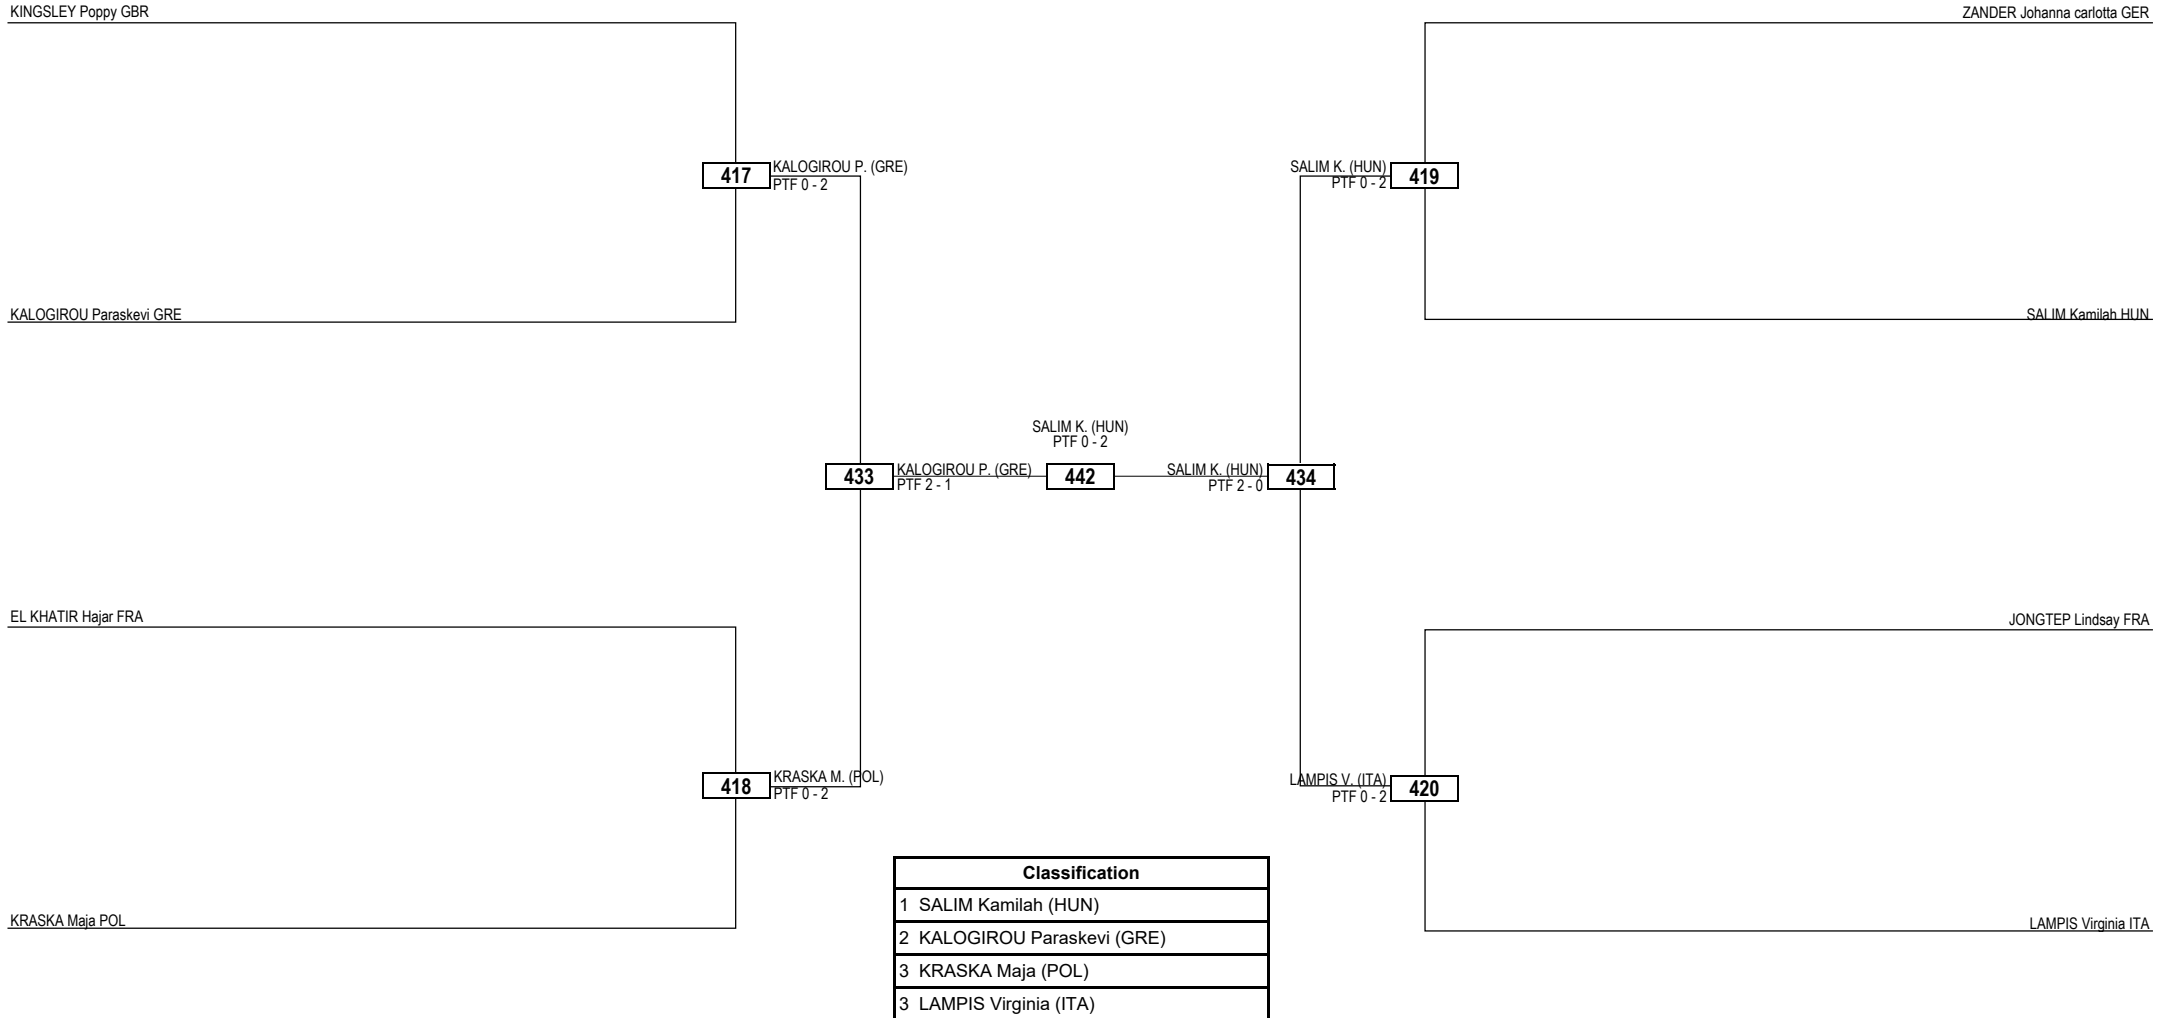 KINGSLEY Poppy GBR
ZANDER Johanna carlotta GER
417
KALOGIROU P. (GRE)
PTF 0 - 2
SALIM K. (HUN)
PTF 0 - 2
419
KALOGIROU Paraskevi GRE
SALIM Kamilah HUN
SALIM K. (HUN)
PTF 0 - 2
433
KALOGIROU P. (GRE)
PTF 2 - 1
442
SALIM K. (HUN)
PTF 2 - 0
434
EL KHATIR Hajar FRA
JONGTEP Lindsay FRA
418
KRASKA M. (POL)
PTF 0 - 2
LAMPIS V. (ITA)
PTF 0 - 2
420
KRASKA Maja POL
LAMPIS Virginia ITA
Classification
1 SALIM Kamilah (HUN)
2 KALOGIROU Paraskevi (GRE)
3 KRASKA Maja (POL)
3 LAMPIS Virginia (ITA)